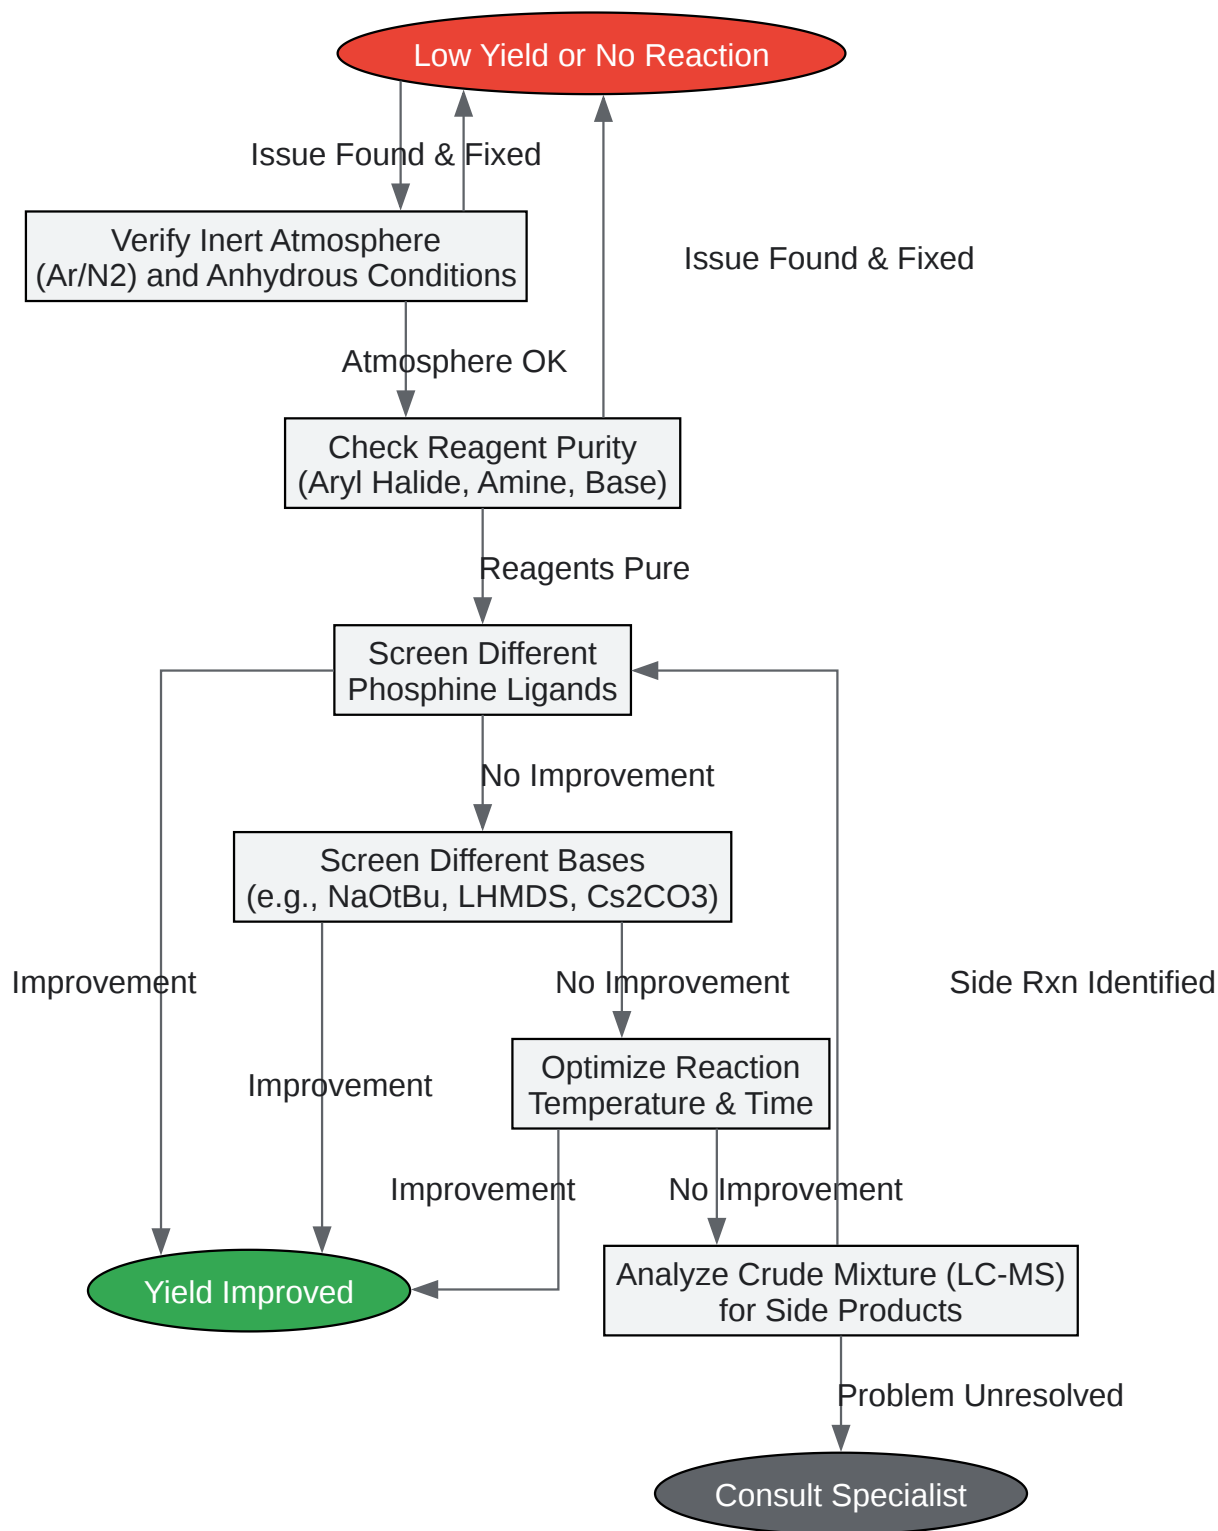 Low Yield or No Reaction
Issue Found & Fixed
Verify Inert Atmosphere
(Ar/N2) and Anhydrous Conditions
Issue Found & Fixed
Atmosphere OK
Check Reagent Purity
(Aryl Halide, Amine, Base)
Reagents Pure
Screen Different
Phosphine Ligands
No Improvement
Screen Different Bases
(e.g., NaOtBu, LHMDS, Cs2CO3)
Improvement
No Improvement
Side Rxn Identified
Optimize Reaction
Temperature & Time
Improvement
Improvement
No Improvement
Yield Improved
Analyze Crude Mixture (LC-MS)
for Side Products
Problem Unresolved
Consult Specialist